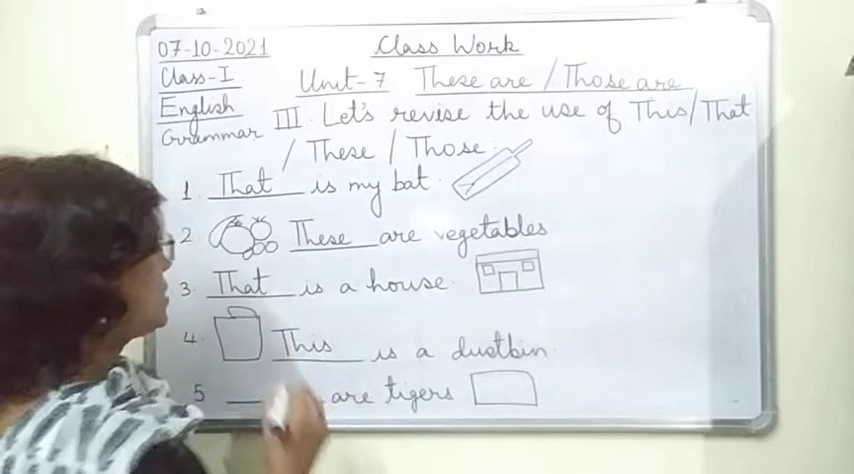 07-10-2021 Class Work
Class-I Unit-7 These are / Those are
English III. Let's revise the use of This/That
Grammar / These / Those.
1. That is my bat.
2 These are vegetables
3. That is a house.
4. This is a dustbin.
5 are tigers